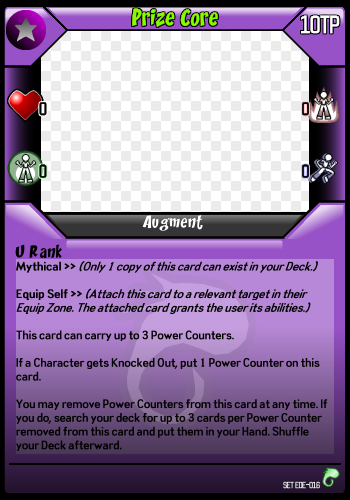 Prize Core
10TP
0
0
0
0
Augment
U Rank
Mythical >> (Only 1 copy of this card can exist in your Deck.)
Equip Self >> (Attach this card to a relevant target in their
Equip Zone. The attached card grants the user its abilities.)
This card can carry up to 3 Power Counters.
If a Character gets Knocked Out, put 1 Power Counter on this
card.
You may remove Power Counters from this card at any time. If
you do, search your deck for up to 3 cards per Power Counter
removed from this card and put them in your Hand. Shuffle
your Deck afterward.
SET EDE-016